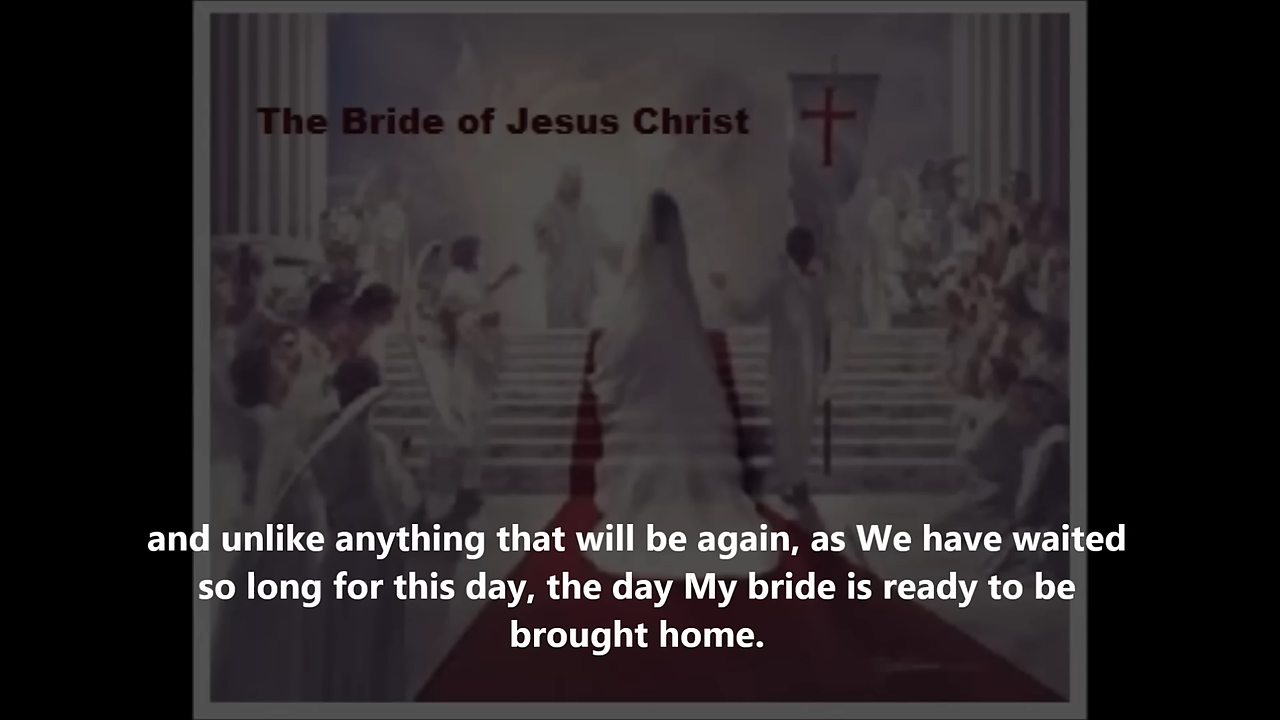 The Bride of Jesus Christ
and unlike anything that will be again, as We have waited
so long for this day, the day My bride is ready to be
brought home.